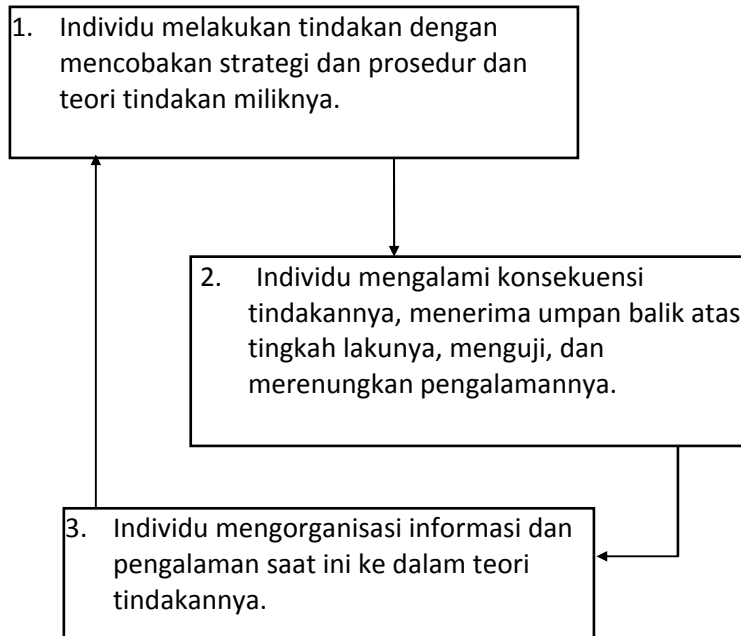 1. Individu melakukan tindakan dengan
mencobakan strategi dan prosedur dan
teori tindakan miliknya.
2. Individu mengalami konsekuensi
tindakannya, menerima umpan balik atas
tingkah lakunya, menguji, dan
merenungkan pengalamannya.
3. Individu mengorganisasi informasi dan
pengalaman saat ini ke dalam teori
tindakannya.